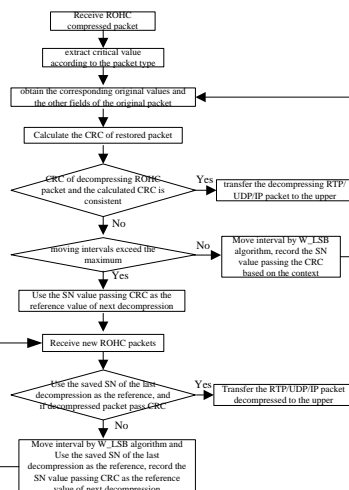 Receive ROHC
compressed packet
extract critical value
according to the packet type
obtain the corresponding original values and
the other fields of the original packet
Calculate the CRC of restored packet
CRC of decompressing ROHC
packet and the calculated CRC is
consistent
Yes
transfer the decompressing RTP/
UDP/IP packet to the upper
No
moving intervals exceed the
maximum
No
Move interval by W_LSB
algorithm, record the SN
value passing the CRC
based on the context
Yes
Use the SN value passing CRC as the
reference value of next decompression
Receive new ROHC packets
Use the saved SN of the last
decompression as the reference, and
if decompressed packet pass CRC
Yes
Transfer the RTP/UDP/IP packet
decompressed to the upper
No
Move interval by W_LSB algorithm and
Use the saved SN of the last
decompression as the reference, record the
SN value passing CRC as the reference
value of next decompression